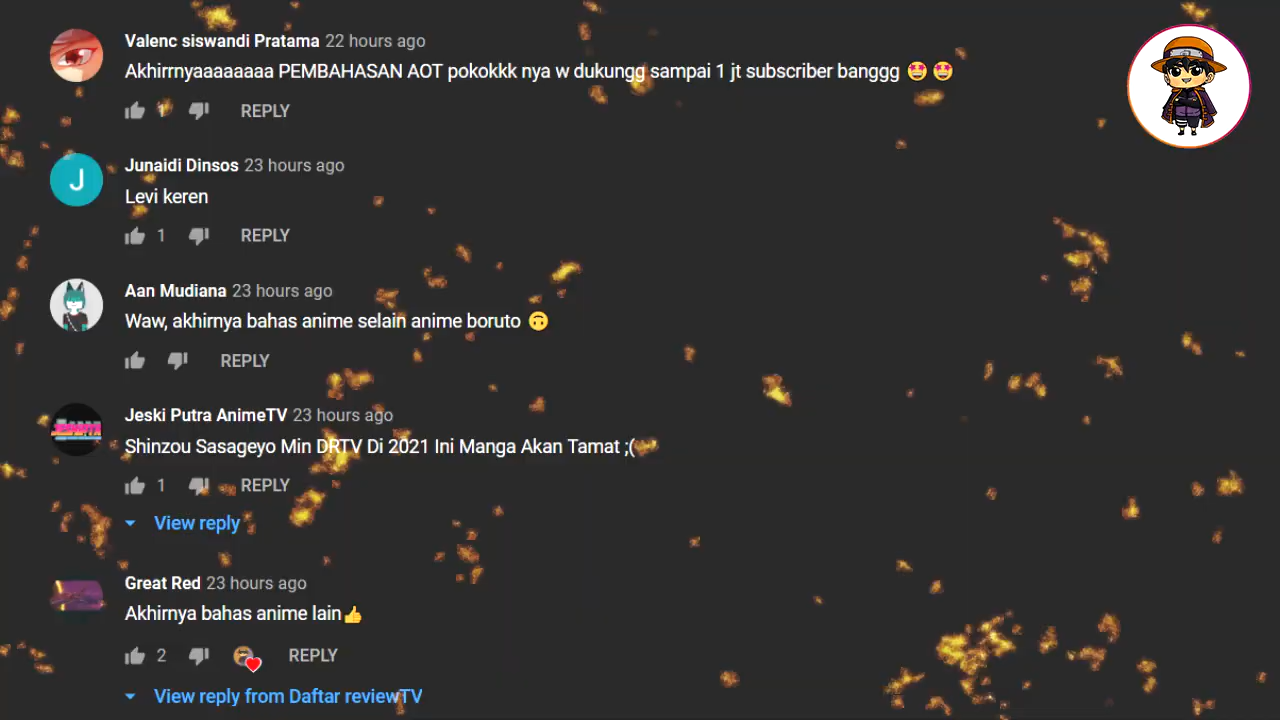 Valenc siswandi Pratama 22 hours ago
Akhirrnyaaaaaaaa PEMBAHASAN AOT pokokkk nya w dukungg sampai 1 jt subscriber banggg 🤩 🤩
1 REPLY
Junaidi Dinsos 23 hours ago
J
Levi keren
1 REPLY
Aan Mudiana 23 hours ago
Waw, akhirnya bahas anime selain anime boruto 🙃
REPLY
Jeski Putra AnimeTV 23 hours ago
Shinzou Sasageyo Min DRTV Di 2021 Ini Manga Akan Tamat ;(
1 REPLY
View reply
Great Red 23 hours ago
Akhirnya bahas anime lain👍
2 REPLY
View reply from Daftar reviewTV